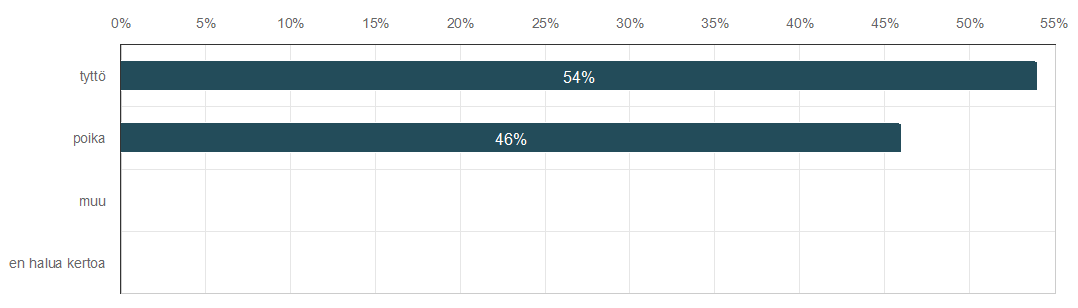 0% 5% 10% 15% 20% 25% 30% 35% 40% 45% 50% 55%
tyttö 54%
poika 46%
muu
en halua kertoa